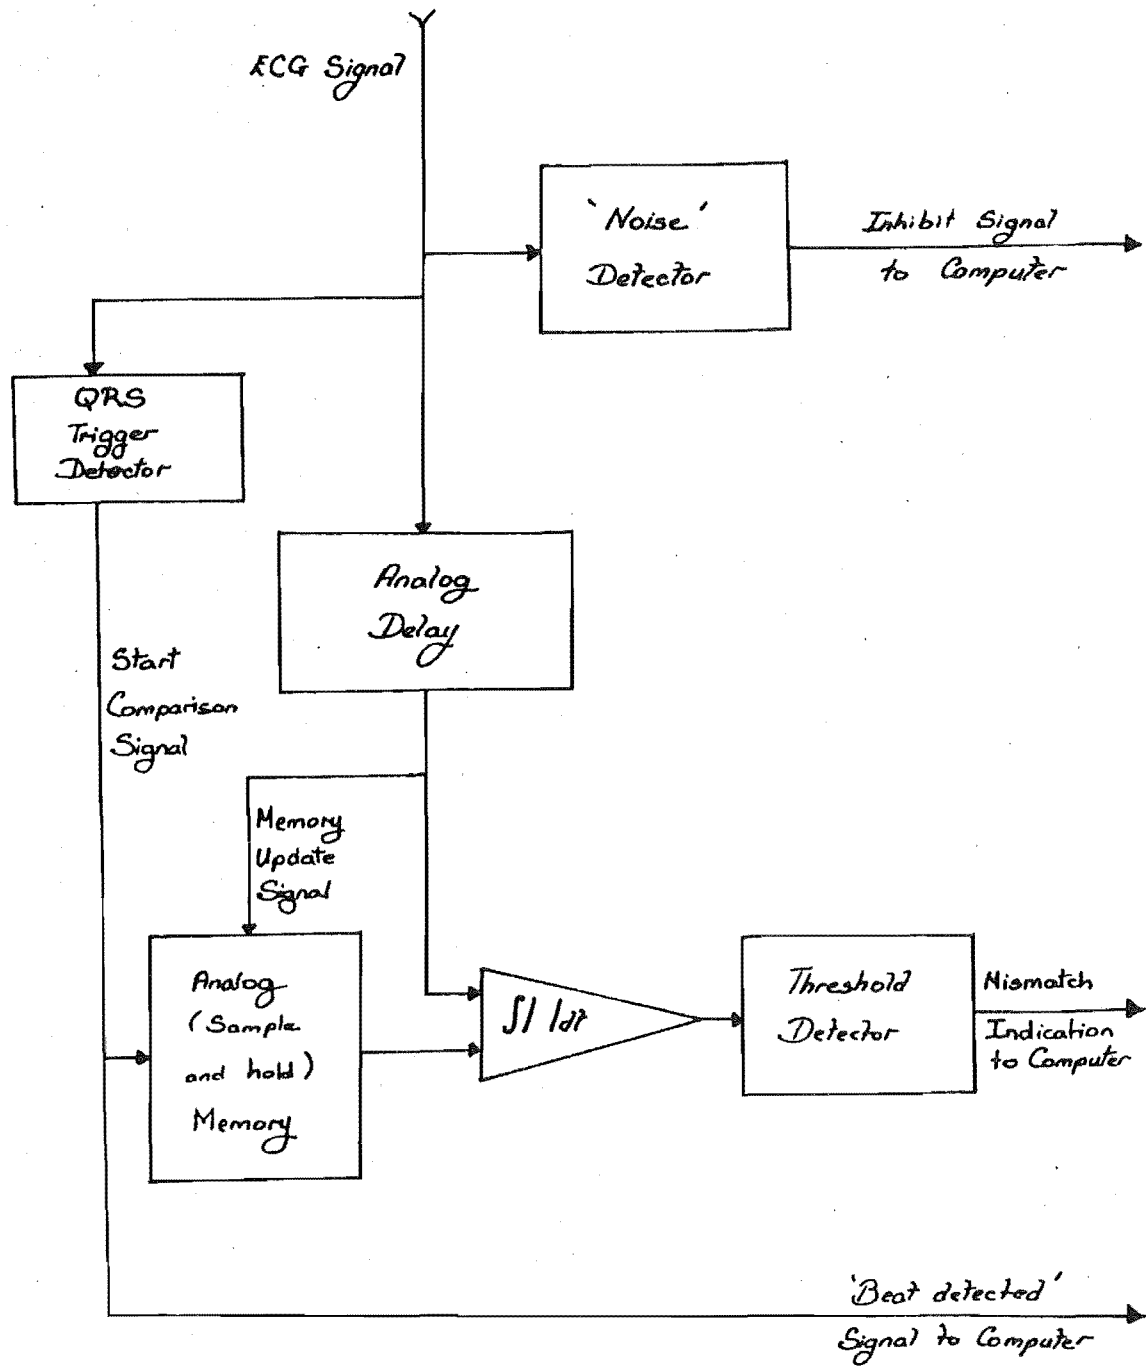 ECG Signal
'Noise'
Detector
Inhibit Signal
to Computer
QRS
Trigger
Detector
Analog
Delay
Start
Comparison
Signal
Memory
Update
Signal
Analog
(Sample
and hold)
Memory
∫| |dt
Threshold
Detector
Mismatch
Indication
to Computer
'Beat detected'
Signal to Computer